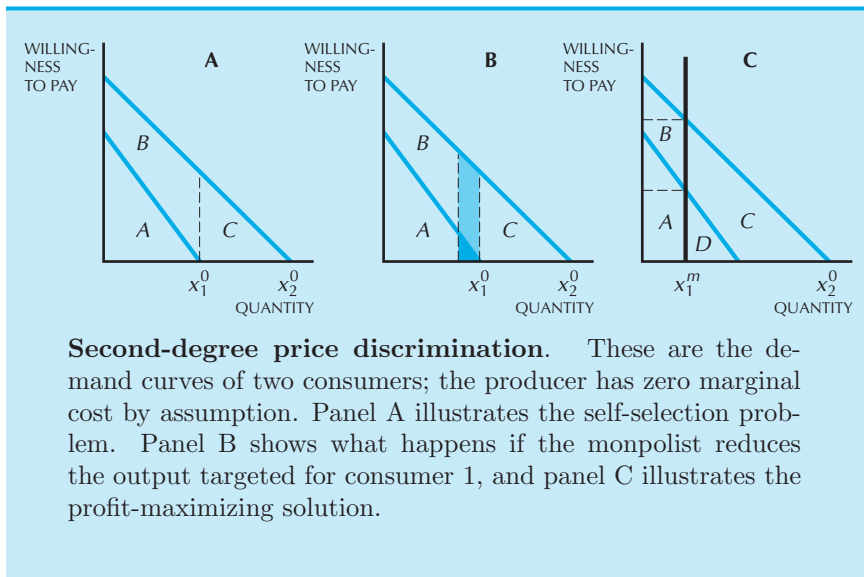 WILLING-
NESS
TO PAY
A
B
A
C
x₁⁰
x₂⁰
QUANTITY
WILLING-
NESS
TO PAY
B
B
A
C
x₁⁰
x₂⁰
QUANTITY
WILLING-
NESS
TO PAY
C
B
A
D
C
x₁ᵐ
x₂⁰
QUANTITY
Second-degree price discrimination. These are the de-
mand curves of two consumers; the producer has zero marginal
cost by assumption. Panel A illustrates the self-selection prob-
lem. Panel B shows what happens if the monpolist reduces
the output targeted for consumer 1, and panel C illustrates the
profit-maximizing solution.